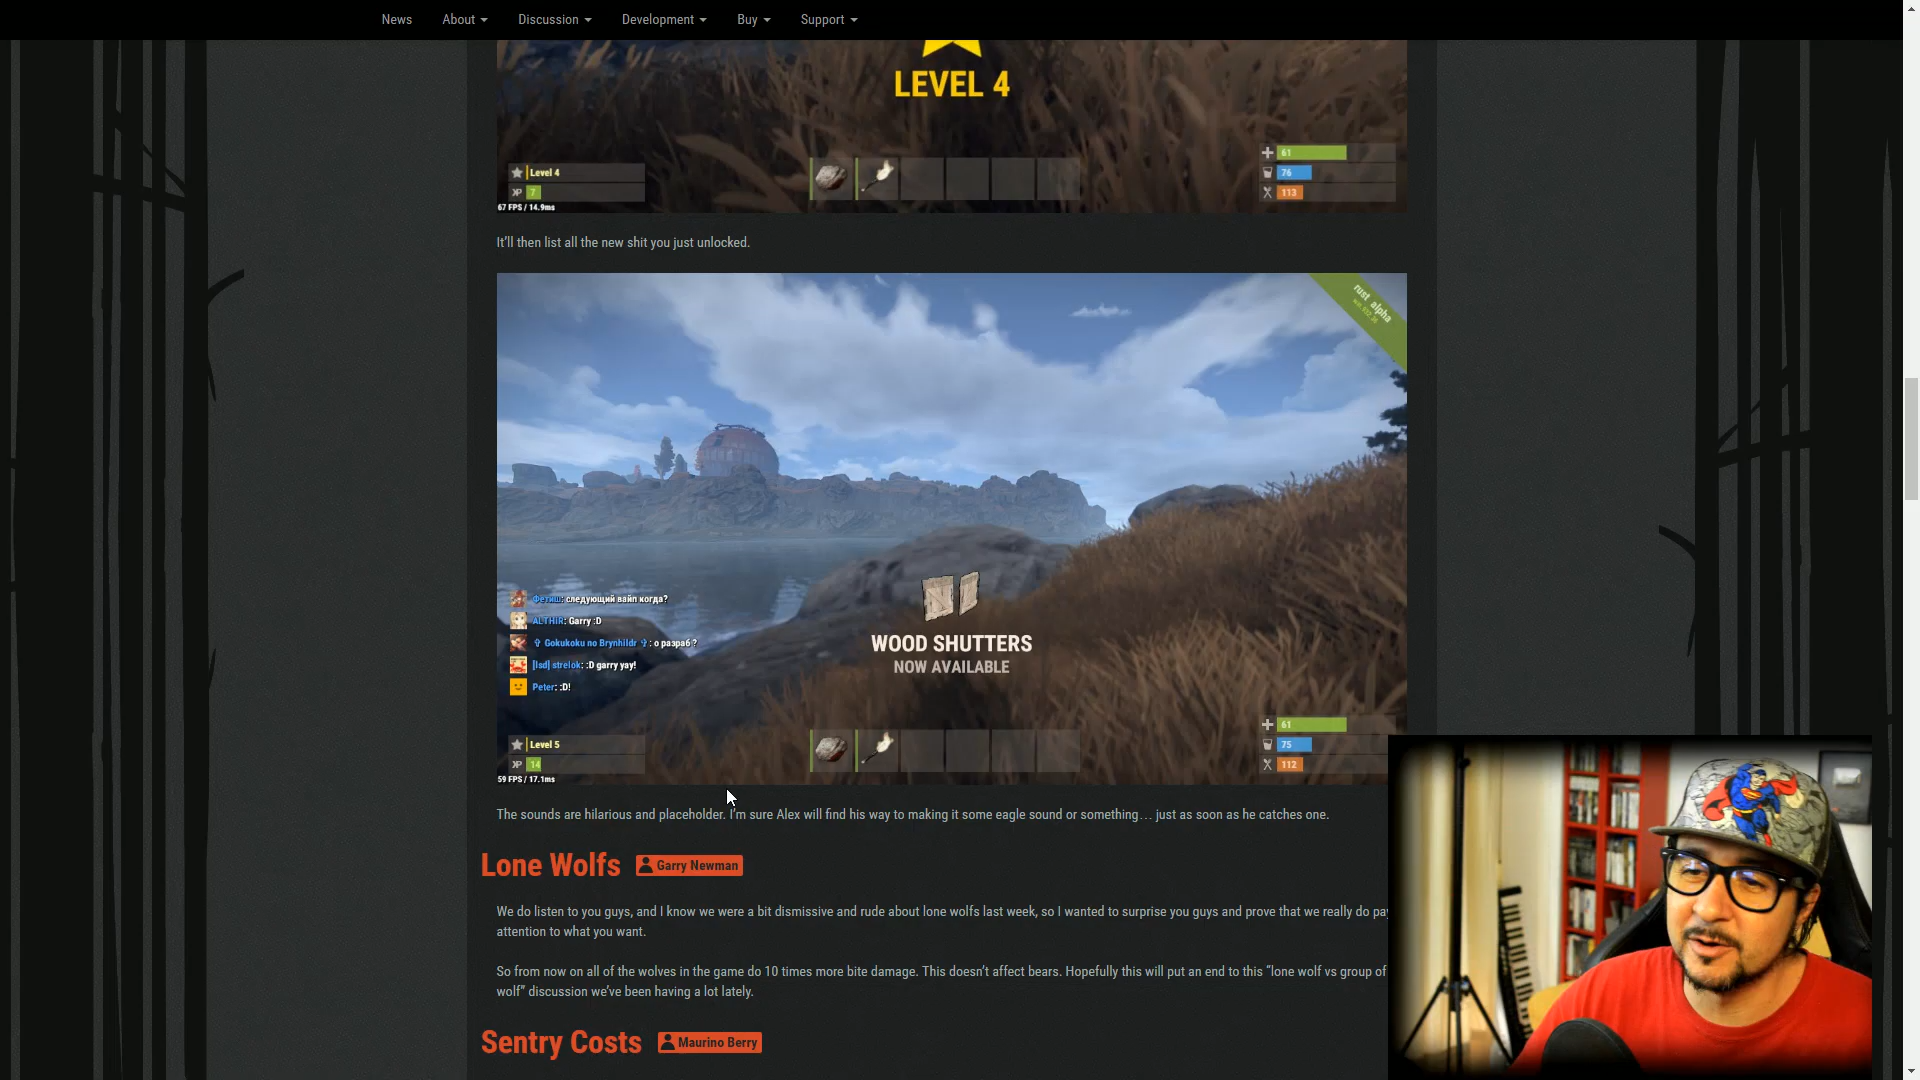 News About Discussion Development Buy Support
LEVEL 4
Level 4
XP 7
67 FPS / 14.9ms
61
76
113
It'll then list all the new shit you just unlocked.
rust alpha
Фетиш: следующий вайп когда?
ALTHIR: Garry :D
✞ Gokukoku no Brynhildr ✞: о разраб ?
[lsd] strelok: :D garry yay!
Peter: :D!
WOOD SHUTTERS
NOW AVAILABLE
Level 5
XP 14
59 FPS / 17.1ms
61
75
112
The sounds are hilarious and placeholder. I'm sure Alex will find his way to making it some eagle sound or something… just as soon as he catches one.
Lone Wolfs Garry Newman
We do listen to you guys, and I know we were a bit dismissive and rude about lone wolfs last week, so I wanted to surprise you guys and prove that we really do pay
attention to what you want.
So from now on all of the wolves in the game do 10 times more bite damage. This doesn't affect bears. Hopefully this will put an end to this “lone wolf vs group of
wolf” discussion we've been having a lot lately.
Sentry Costs Maurino Berry